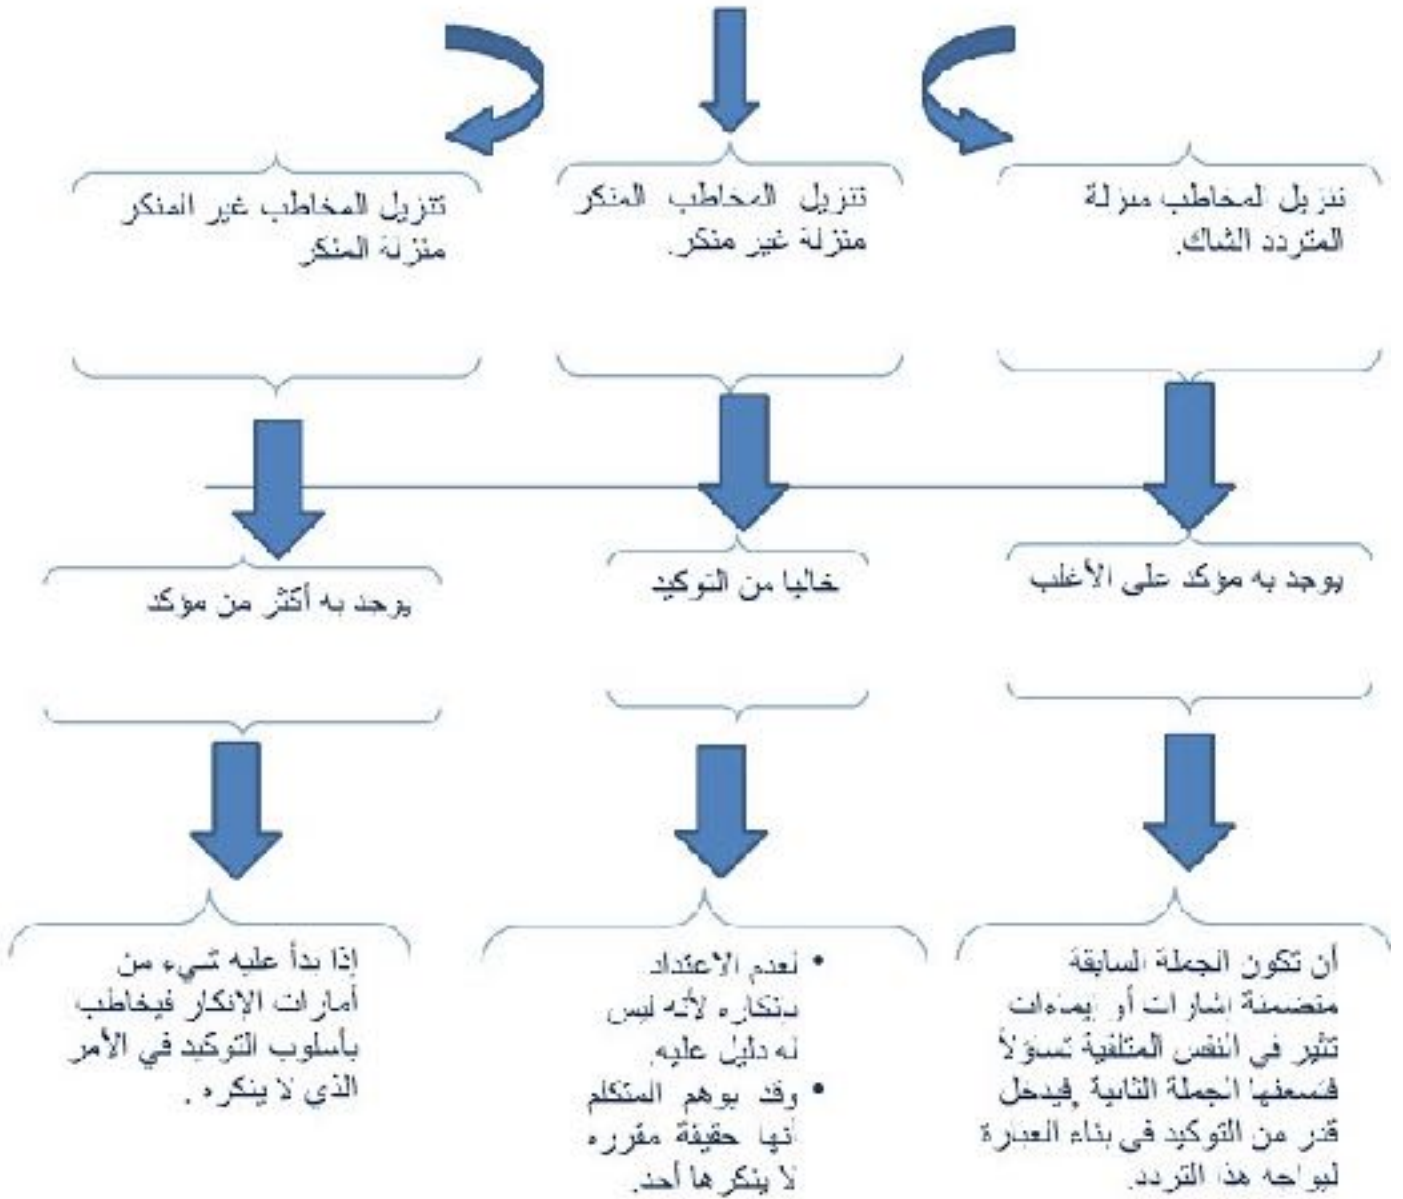 تنزيل المخاطب منزلة
المتردد الشاك.
تنزيل المخاطب المنكر
منزلة غير منكر.
تنزيل المخاطب غير المنكر
منزلة المنكر
يوجد به مؤكد على الأغلب
خاليا من التوكيد
يوجد به أكثر من مؤكد
أن تكون الجملة السابقة
متضمنة إشارات أو إيماءات
تثير في النفس المتلقية تساؤلاً
فتسعفها الجملة الثانية ,فيدخل
قدر من التوكيد في بناء العبارة
ليواجه هذا التردد.
• لعدم الاعتداد
بإنكاره لأنه ليس
له دليل عليه.
• وقد يوهم المتكلم
أنها حقيقة مقرره
لا ينكرها أحد.
إذا بدأ عليه شيء من
أمارات الإنكار فيخاطب
بأسلوب التوكيد في الأمر
الذي لا ينكره .